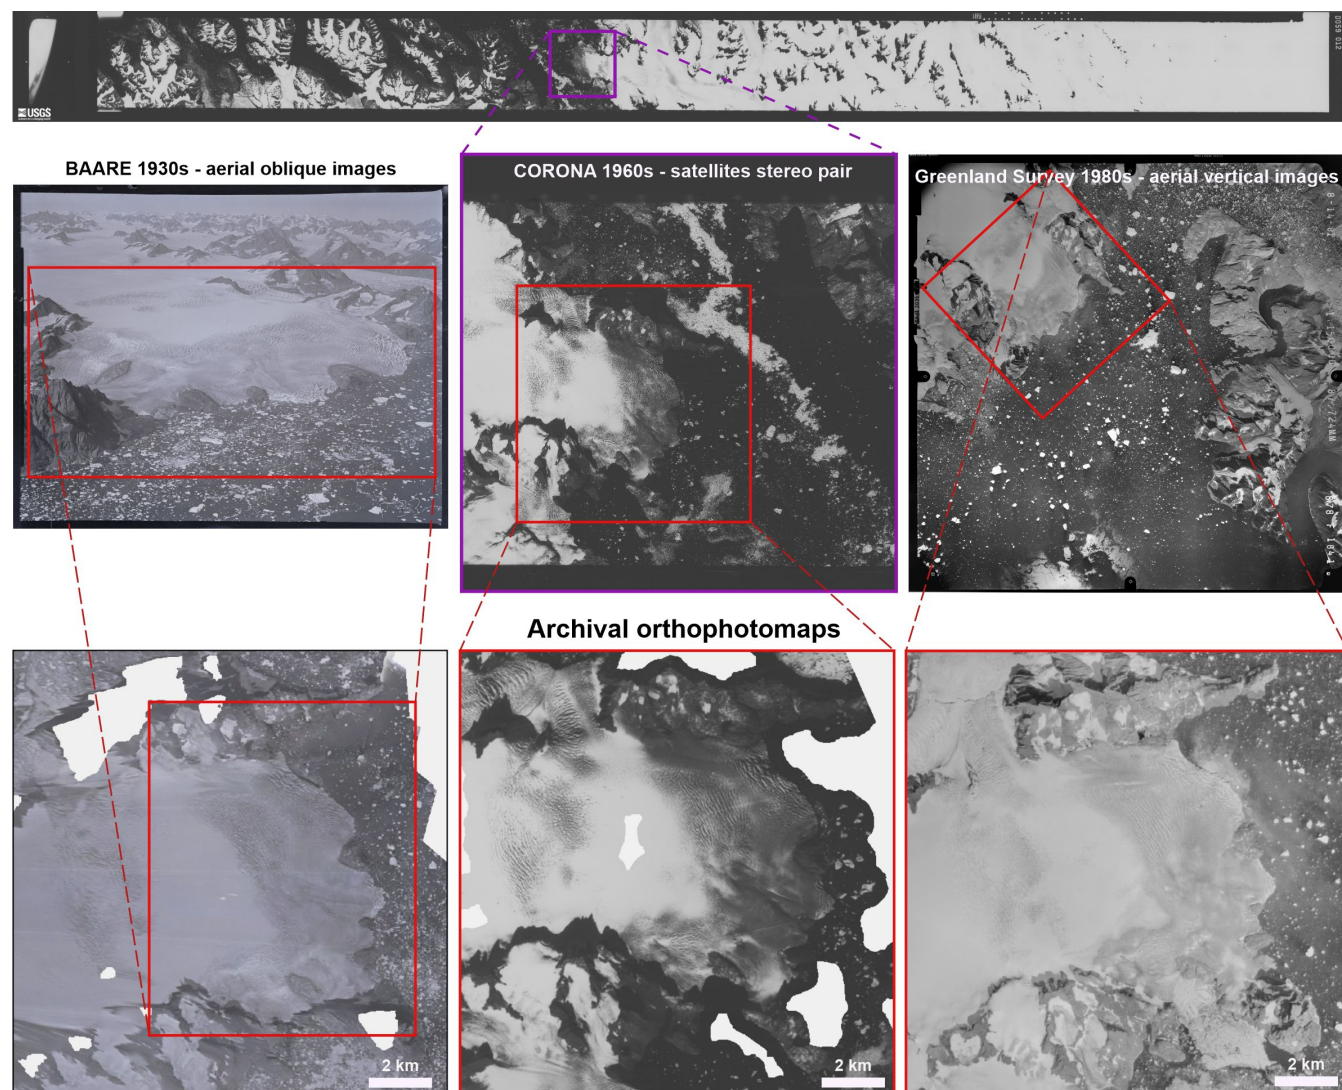 USGS
BAARE 1930s - aerial oblique images
CORONA 1960s - satellites stereo pair
Greenland Survey 1980s - aerial vertical images
Archival orthophotomaps
2 km
2 km
2 km